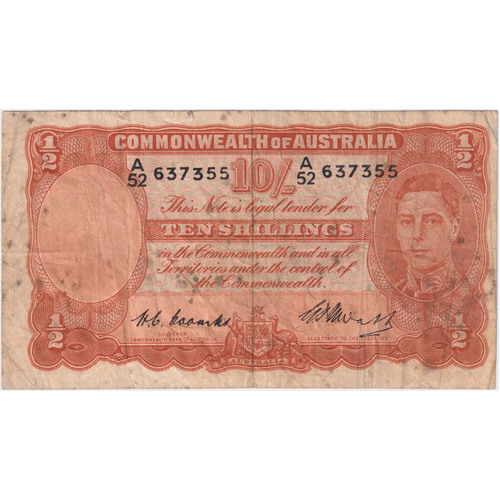 COMMONWEALTH OF AUSTRALIA
1/2 1/2
A/52 637355 A/52 637355
10/-
This Note is legal tender for
TEN SHILLINGS
in the Commonwealth and in all
Territories under the control of
the Commonwealth.
1/2 1/2
H.C. Coombs
GOVERNOR SECRETARY TO THE TREASURY
COMMONWEALTH BANK OF AUSTRALIA
AUSTRALIA